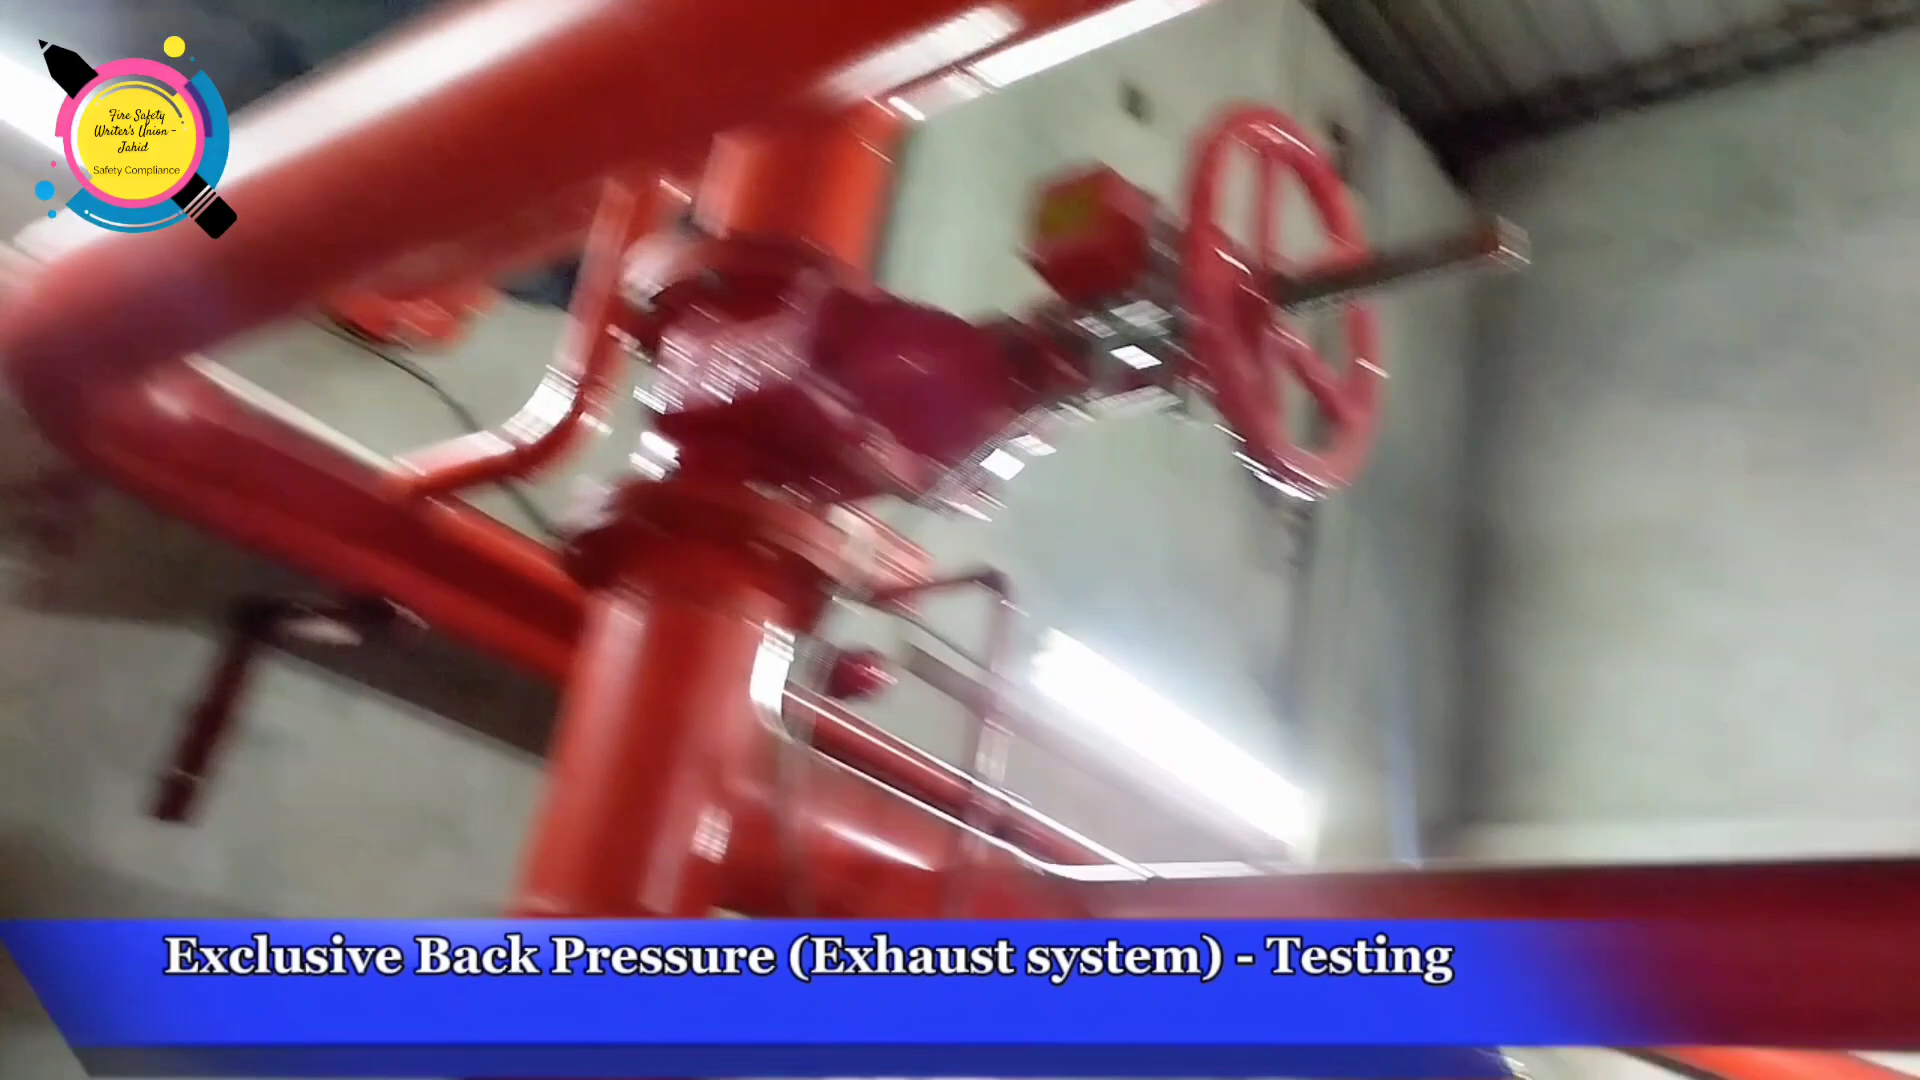 Fire Safety
Writer's Union -
Jahid
Safety Compliance
Exclusive Back Pressure (Exhaust system) - Testing